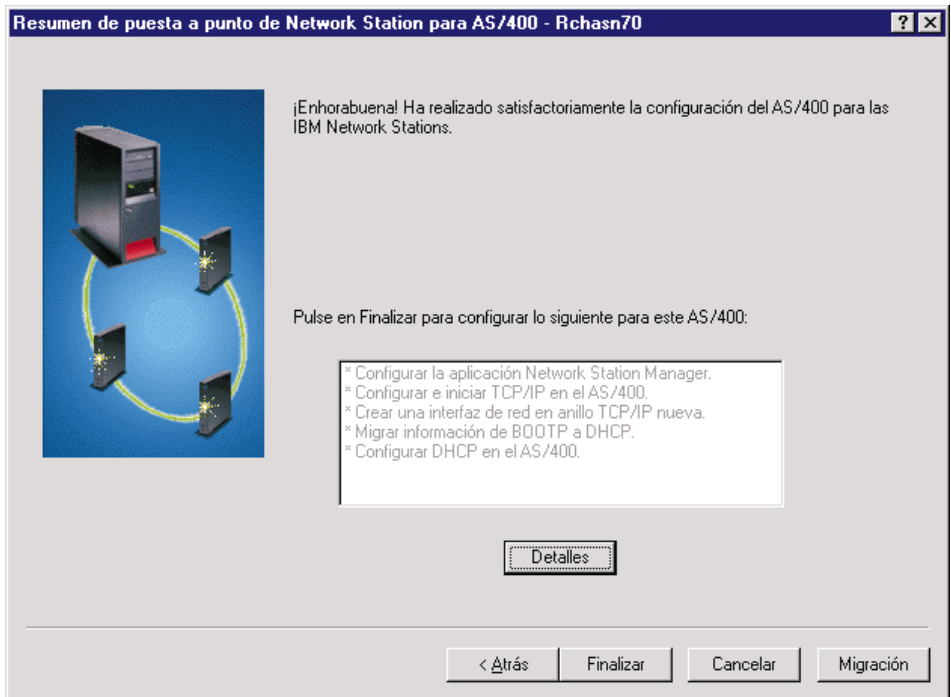 Resumen de puesta a punto de Network Station para AS/400 - Rchasn70
¡Enhorabuena! Ha realizado satisfactoriamente la configuración del AS/400 para las
IBM Network Stations.
Pulse en Finalizar para configurar lo siguiente para este AS/400:
* Configurar la aplicación Network Station Manager.
* Configurar e iniciar TCP/IP en el AS/400.
* Crear una interfaz de red en anillo TCP/IP nueva.
* Migrar información de BOOTP a DHCP.
* Configurar DHCP en el AS/400.
Detalles
< Atrás Finalizar Cancelar Migración